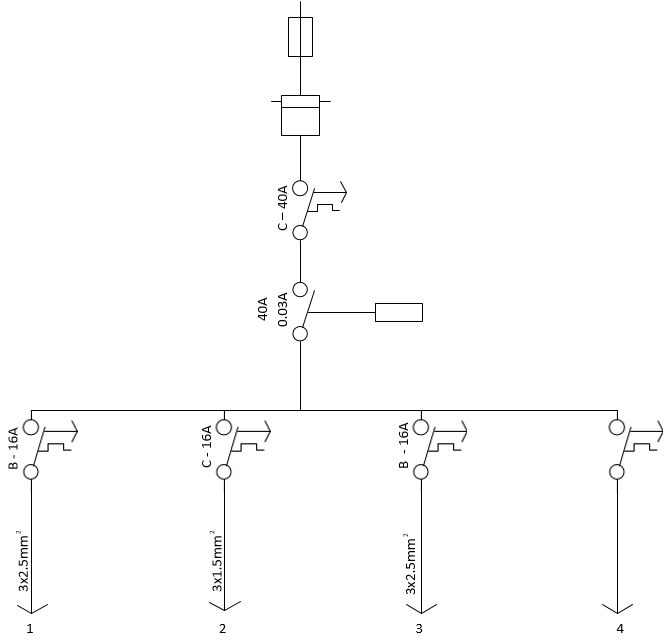 C – 40A
40A
0.03A
B - 16A
C - 16A
B - 16A
3x2.5mm²
3x1.5mm²
3x2.5mm²
1
2
3
4